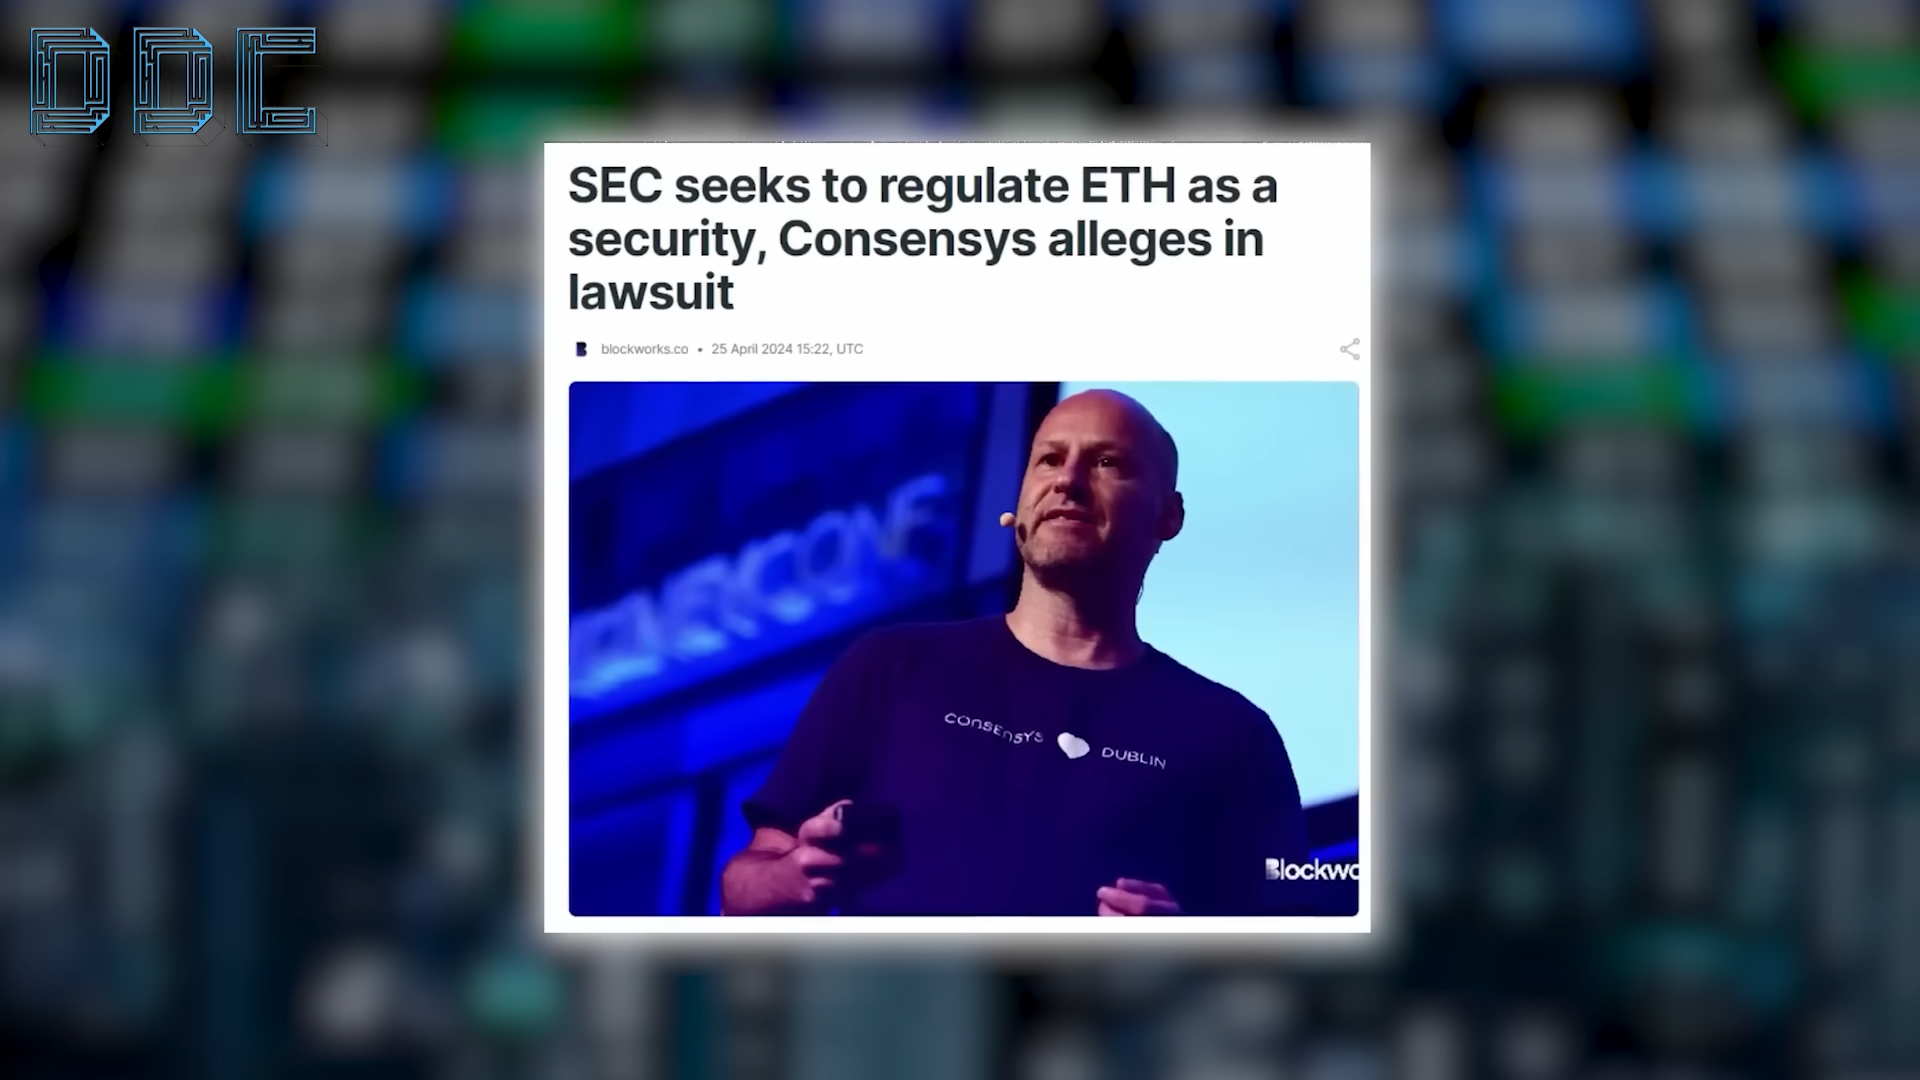 DDC
SEC seeks to regulate ETH as a
security, Consensys alleges in
lawsuit
B blockworks.co • 25 April 2024 15:22, UTC
CONSENSYS DUBLIN
Blockwo